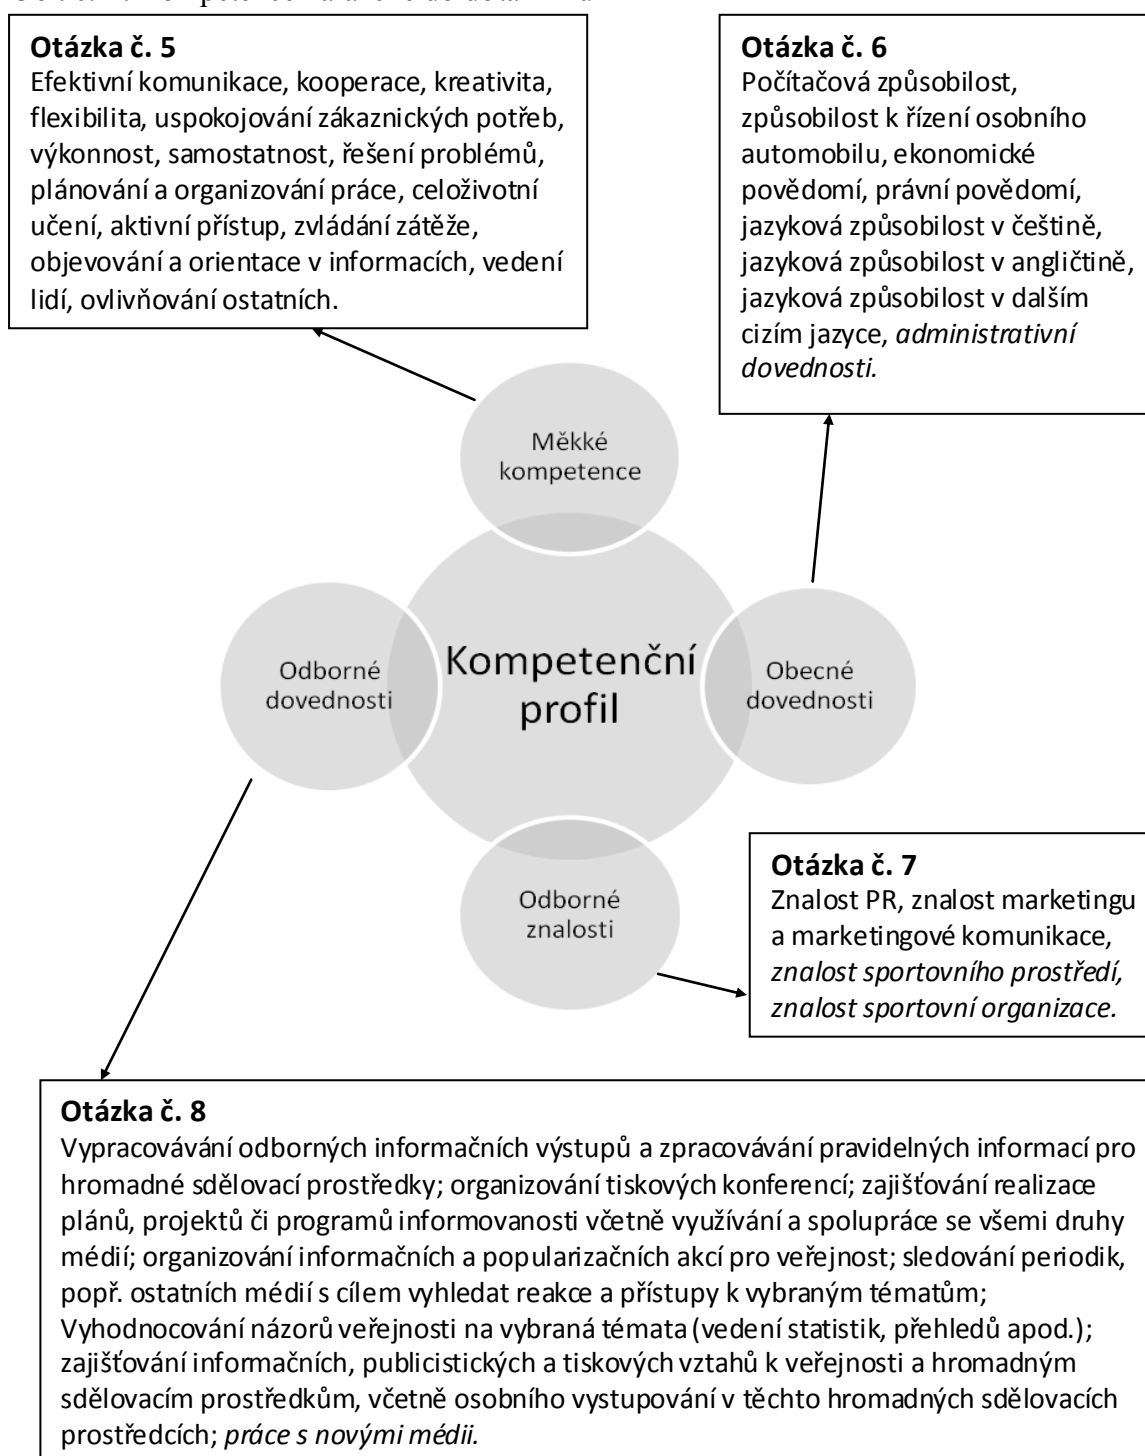 Otázka č. 5
Efektivní komunikace, kooperace, kreativita,
flexibilita, uspokojování zákaznických potřeb,
výkonnost, samostatnost, řešení problémů,
plánování a organizování práce, celoživotní
učení, aktivní přístup, zvládání zátěže,
objevování a orientace v informacích, vedení
lidí, ovlivňování ostatních.
Otázka č. 6
Počítačová způsobilost,
způsobilost k řízení osobního
automobilu, ekonomické
povědomí, právní povědomí,
jazyková způsobilost v češtině,
jazyková způsobilost v angličtině,
jazyková způsobilost v dalším
cizím jazyce, administrativní
dovednosti.
Měkké
kompetence
Odborné
dovednosti
Kompetenční
profil
Obecné
dovednosti
Odborné
znalosti
Otázka č. 7
Znalost PR, znalost marketingu
a marketingové komunikace,
znalost sportovního prostředí,
znalost sportovní organizace.
Otázka č. 8
Vypracovávání odborných informačních výstupů a zpracovávání pravidelných informací pro
hromadné sdělovací prostředky; organizování tiskových konferencí; zajišťování realizace
plánů, projektů či programů informovanosti včetně využívání a spolupráce se všemi druhy
médií; organizování informačních a popularizačních akcí pro veřejnost; sledování periodik,
popř. ostatních médií s cílem vyhledat reakce a přístupy k vybraným tématům;
Vyhodnocování názorů veřejnosti na vybraná témata (vedení statistik, přehledů apod.);
zajišťování informačních, publicistických a tiskových vztahů k veřejnosti a hromadným
sdělovacím prostředkům, včetně osobního vystupování v těchto hromadných sdělovacích
prostředcích; práce s novými médii.